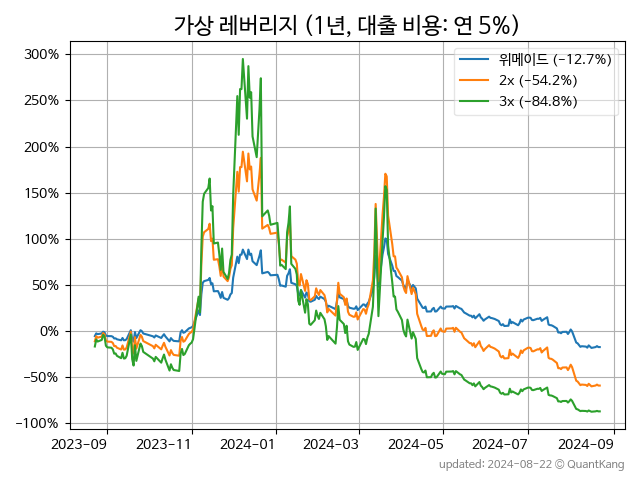 가상 레버리지 (1년, 대출 비용: 연 5%)
위메이드 (-12.7%)
2x (-54.2%)
3x (-84.8%)
300%
250%
200%
150%
100%
50%
0%
−50%
−100%
2023-09 2023-11 2024-01 2024-03 2024-05 2024-07 2024-09
updated: 2024-08-22 © QuantKang